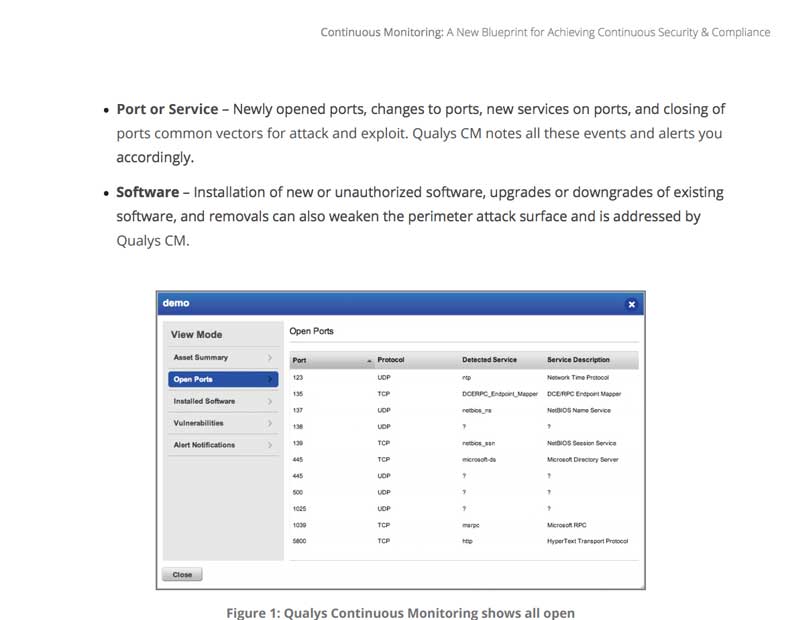 Continuous Monitoring: A New Blueprint for Achieving Continuous Security & Compliance
• Port or Service – Newly opened ports, changes to ports, new services on ports, and closing of
ports common vectors for attack and exploit. Qualys CM notes all these events and alerts you
accordingly.
• Software – Installation of new or unauthorized software, upgrades or downgrades of existing
software, and removals can also weaken the perimeter attack surface and is addressed by
Qualys CM.
demo
View Mode
Asset Summary
Open Ports
Installed Software
Vulnerabilities
Alert Notifications
Open Ports
Port Protocol Detected Service Service Description
123 UDP ntp Network Time Protocol
135 TCP DCERPC_Endpoint_Mapper DCE/RPC Endpoint Mapper
137 UDP netbios_ns NetBIOS Name Service
138 UDP ? ?
139 TCP netbios_ssn NetBIOS Session Service
445 TCP microsoft-ds Microsoft Directory Server
445 UDP ? ?
500 UDP ? ?
1025 UDP ? ?
1039 TCP msrpc Microsoft RPC
5800 TCP http HyperText Transport Protocol
Close
Figure 1: Qualys Continuous Monitoring shows all open